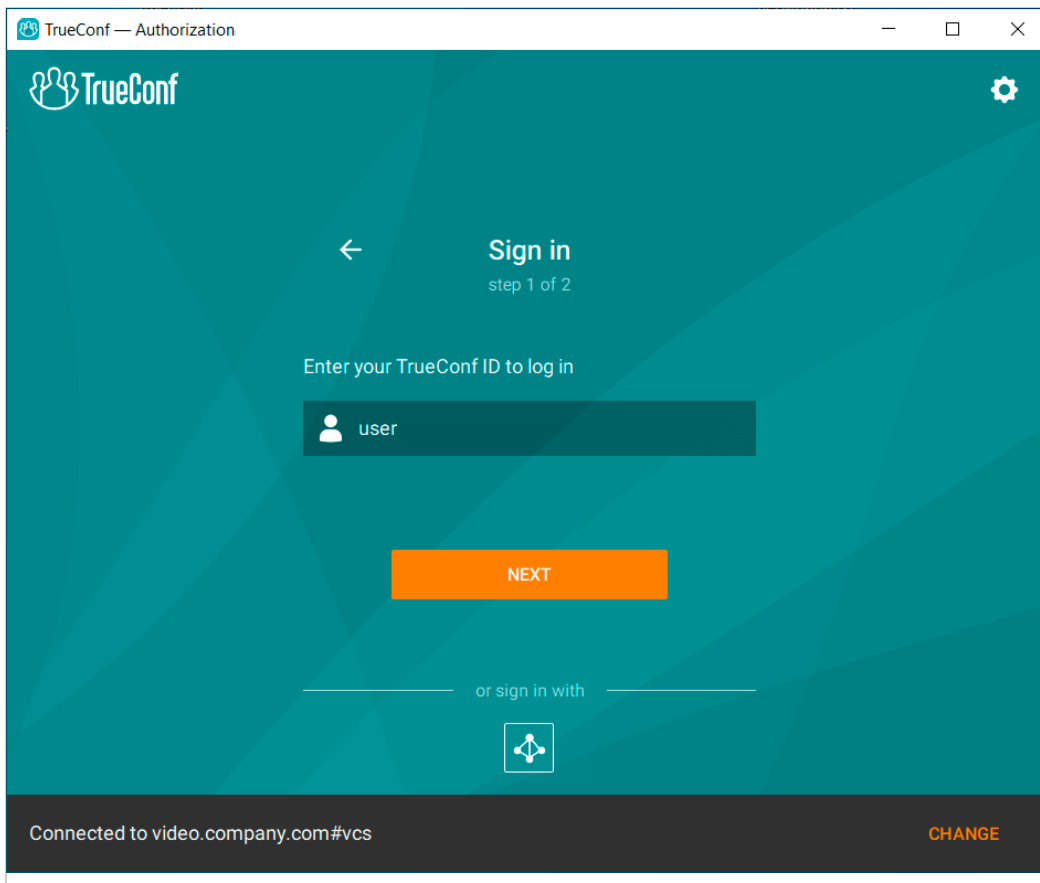 TrueConf — Authorization
TrueConf
Sign in
step 1 of 2
Enter your TrueConf ID to log in
user
NEXT
or sign in with
Connected to video.company.com#vcs
CHANGE